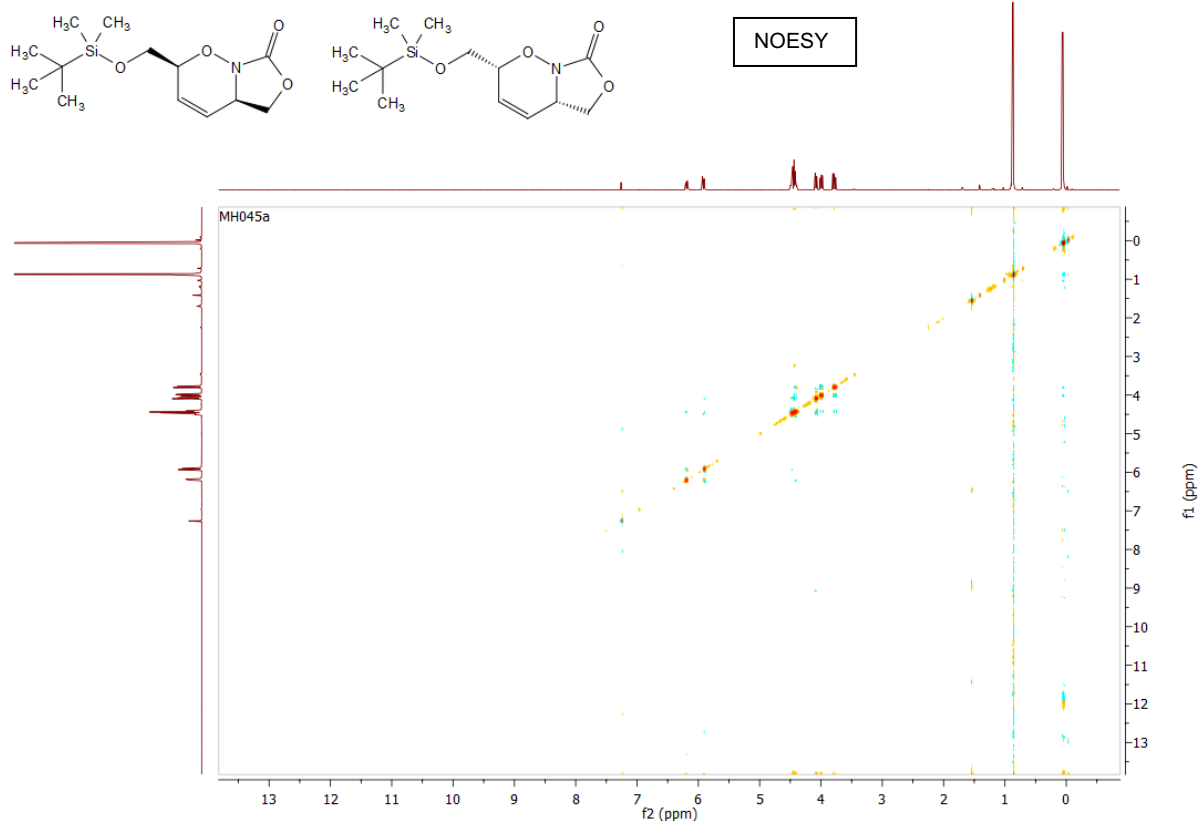 H₃C CH₃ O
Si
H₃C O N
O O
H₃C CH₃
H₃C CH₃ O
Si
H₃C O N
O O
H₃C CH₃
NOESY
MH045a
0
1
2
3
4
5
6
7
8
9
10
11
12
13
f1 (ppm)
13 12 11 10 9 8 7 6 5 4 3 2 1 0
f2 (ppm)